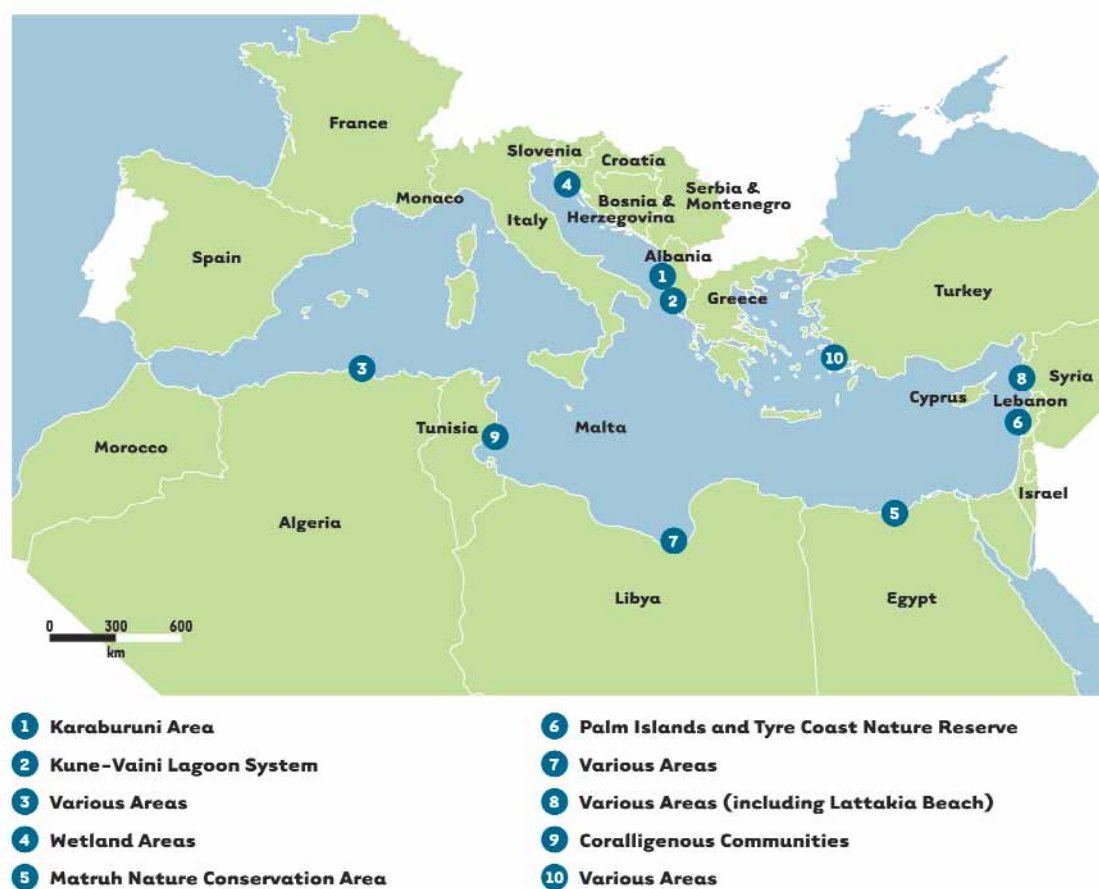 France
Slovenia
Croatia
Monaco
Italy
Bosnia &
Herzegovina
Serbia &
Montenegro
Spain
Albania
Greece
Turkey
Cyprus
Syria
Lebanon
Tunisia
Malta
Morocco
Israel
Algeria
Libya
Egypt
4
1
2
10
3
8
6
9
5
7
0 300 600
km
1 Karaburuni Area
2 Kune-Vaini Lagoon System
3 Various Areas
4 Wetland Areas
5 Matruh Nature Conservation Area
6 Palm Islands and Tyre Coast Nature Reserve
7 Various Areas
8 Various Areas (including Lattakia Beach)
9 Coralligenous Communities
10 Various Areas